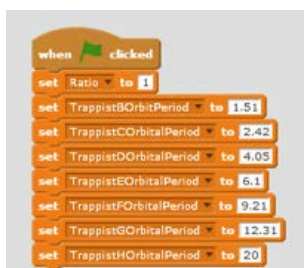 when clicked
set Ratio to 1
set TrappistBOrbitPeriod to 1.51
set TrappistCOrbitalPeriod to 2.42
set TrappistDOrbitalPeriod to 4.05
set TrappistEOrbitalPeriod to 6.1
set TrappistFOrbitalPeriod to 9.21
set TrappistGOrbitalPeriod to 12.31
set TrappistHOrbitalPeriod to 20